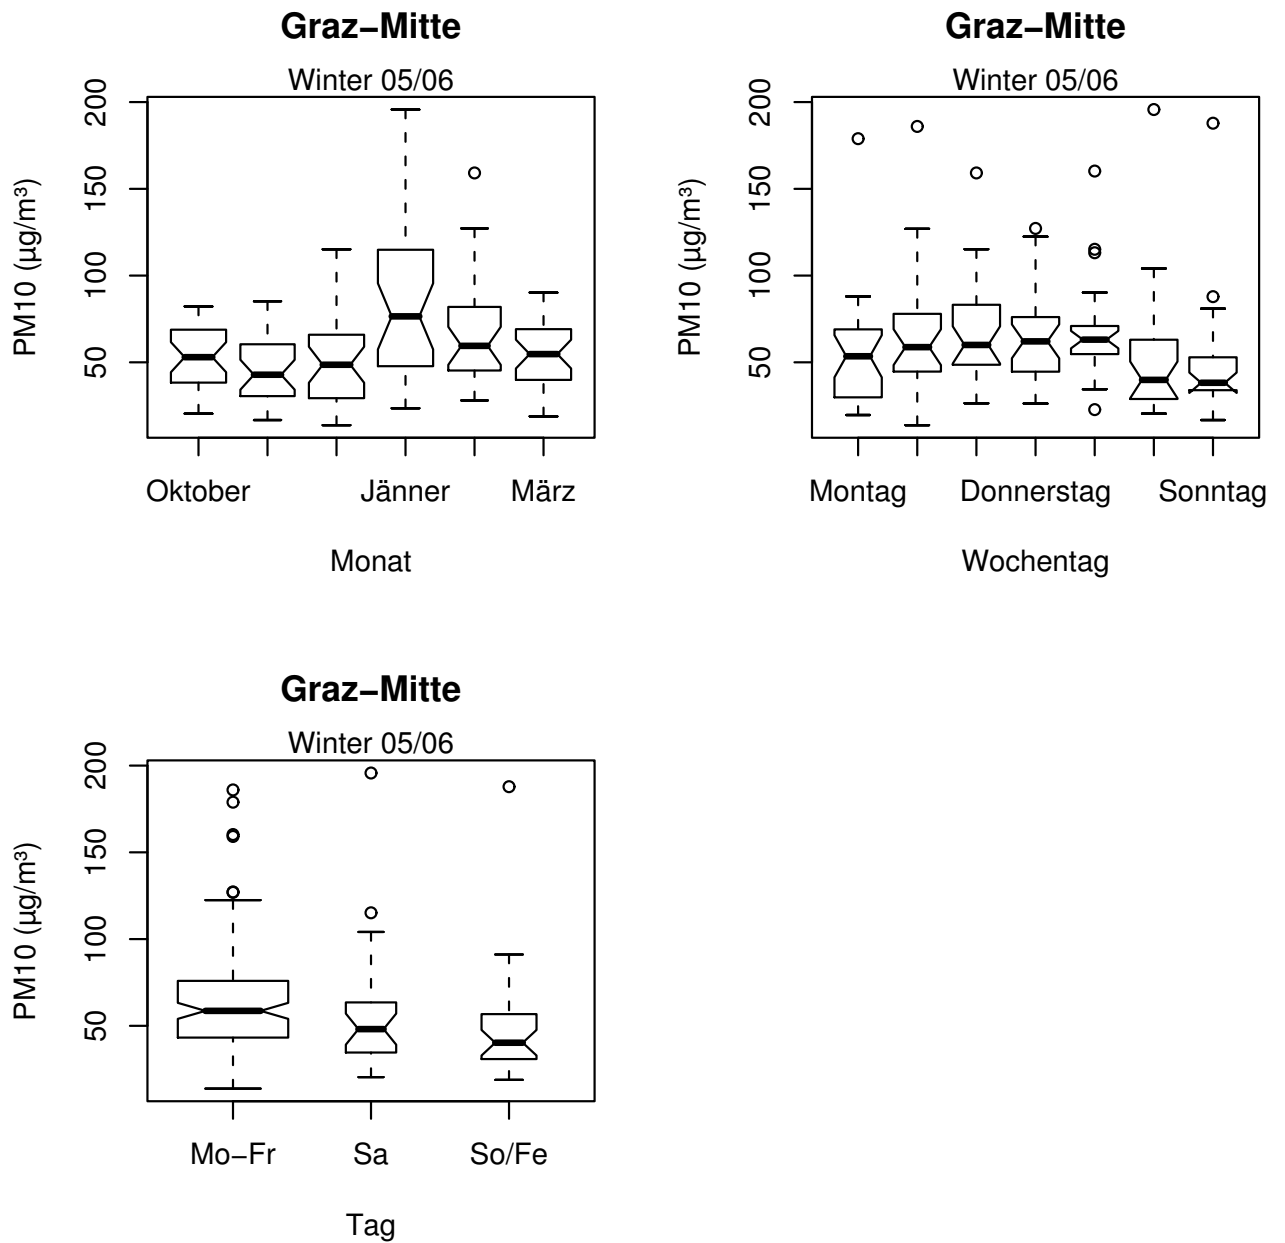 Graz−Mitte
Winter 05/06
PM10 (µg/m³)
200
150
100
50
Oktober Jänner März
Monat
Graz−Mitte
Winter 05/06
PM10 (µg/m³)
200
150
100
50
Montag Donnerstag Sonntag
Wochentag
Graz−Mitte
Winter 05/06
PM10 (µg/m³)
200
150
100
50
Mo−Fr Sa So/Fe
Tag